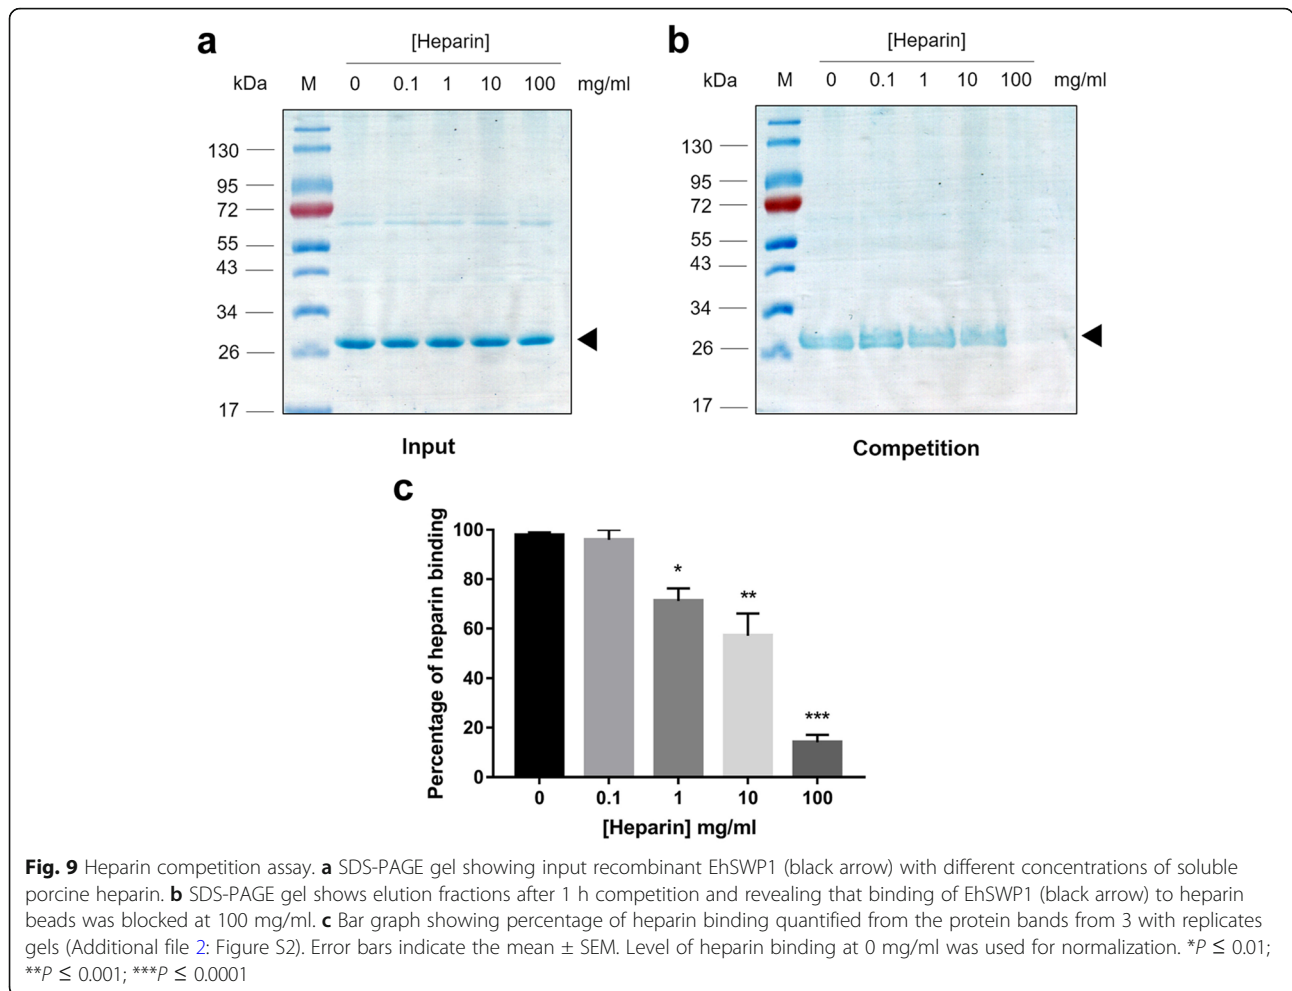 a
[Heparin]
kDa M 0 0.1 1 10 100 mg/ml
130
95
72
55
43
34
26
17
Input
b
[Heparin]
kDa M 0 0.1 1 10 100 mg/ml
130
95
72
55
43
34
26
17
Competition
c
Percentage of heparin binding
100
80
60
40
20
0
*
**
***
0 0.1 1 10 100
[Heparin] mg/ml
Fig. 9 Heparin competition assay. a SDS-PAGE gel showing input recombinant EhSWP1 (black arrow) with different concentrations of soluble
porcine heparin. b SDS-PAGE gel shows elution fractions after 1 h competition and revealing that binding of EhSWP1 (black arrow) to heparin
beads was blocked at 100 mg/ml. c Bar graph showing percentage of heparin binding quantified from the protein bands from 3 with replicates
gels (Additional file 2: Figure S2). Error bars indicate the mean ± SEM. Level of heparin binding at 0 mg/ml was used for normalization. *P ≤ 0.01;
**P ≤ 0.001; ***P ≤ 0.0001